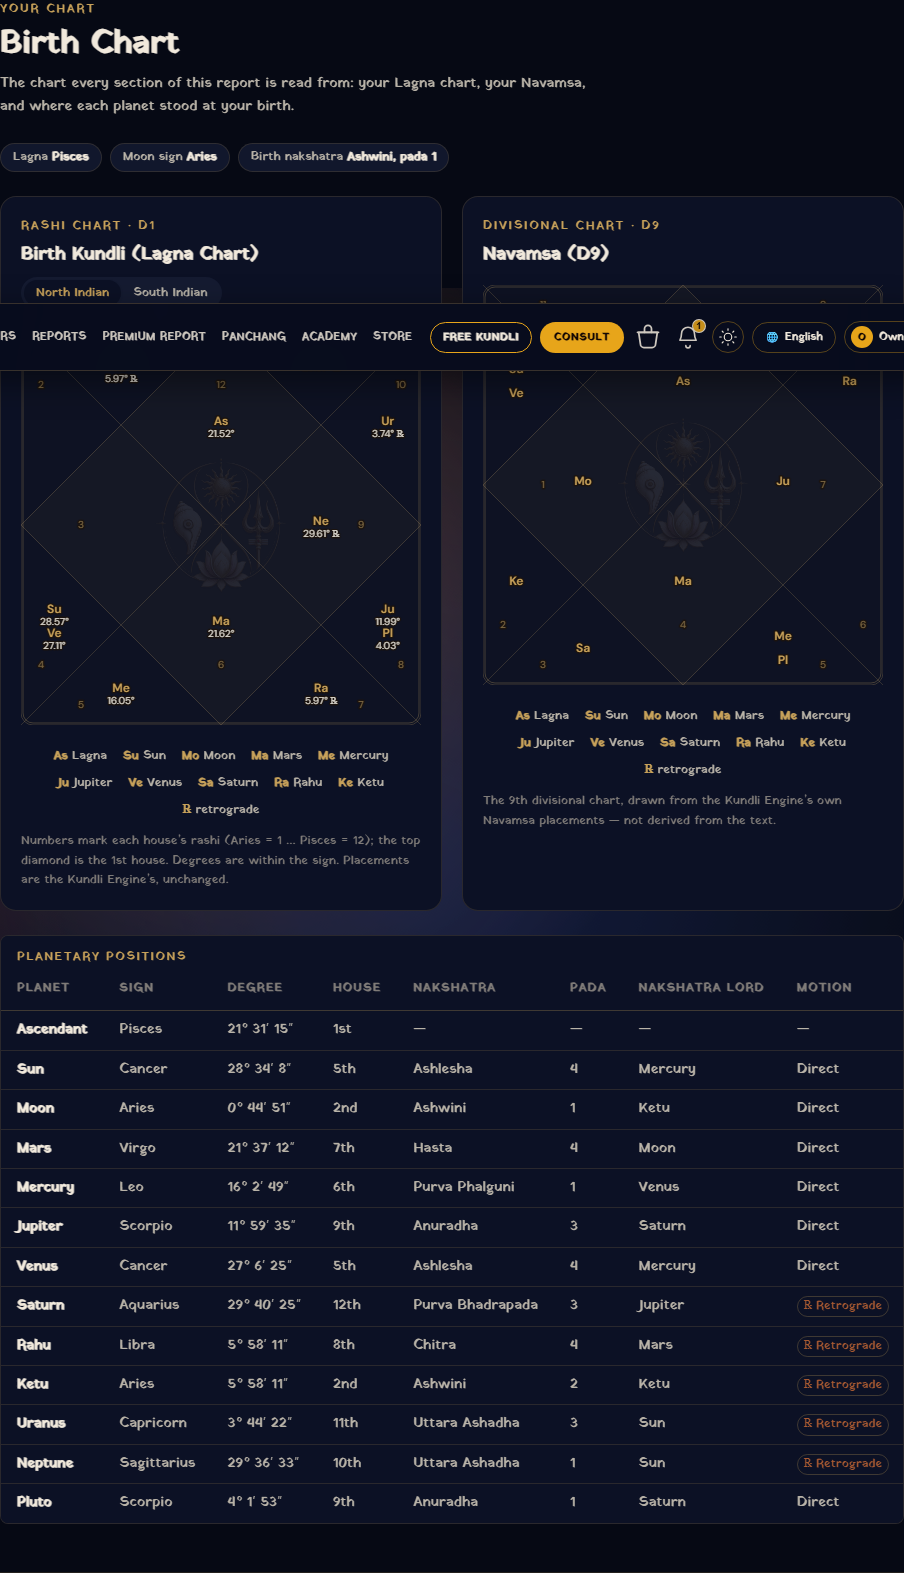 YOUR CHART
Birth Chart
The chart every section of this report is read from: your Lagna chart, your Navamsa,
and where each planet stood at your birth.
Lagna Pisces
Moon sign Aries
Birth nakshatra Ashwini, pada 1
RASHI CHART · D1
Birth Kundli (Lagna Chart)
North Indian
South Indian
DIVISIONAL CHART · D9
Navamsa (D9)
RS REPORTS PREMIUM REPORT PANCHANG ACADEMY STORE FREE KUNDLI CONSULT 1 English O Own
5.97° ℞
2 12 10
As
21.52°
Ur
3.74° ℞
3
Ne
29.61° ℞
9
Su
28.57°
Ve
27.11°
4
Ma
21.62°
6
Ju
11.99°
Pl
4.03°
8
Me
16.05°
5
Ra
5.97° ℞
7
As Lagna Su Sun Mo Moon Ma Mars Me Mercury
Ju Jupiter Ve Venus Sa Saturn Ra Rahu Ke Ketu
℞ retrograde
Numbers mark each house's rashi (Aries = 1 … Pisces = 12); the top
diamond is the 1st house. Degrees are within the sign. Placements
are the Kundli Engine's, unchanged.
Ve
As
Ra
1 Mo
Ju 7
Ke
Ma
2
4
6
Sa
3
Me
Pl
5
As Lagna Su Sun Mo Moon Ma Mars Me Mercury
Ju Jupiter Ve Venus Sa Saturn Ra Rahu Ke Ketu
℞ retrograde
The 9th divisional chart, drawn from the Kundli Engine's own
Navamsa placements — not derived from the text.
PLANETARY POSITIONS
PLANET SIGN DEGREE HOUSE NAKSHATRA PADA NAKSHATRA LORD MOTION
Ascendant Pisces 21° 31′ 15″ 1st — — — —
Sun Cancer 28° 34′ 8″ 5th Ashlesha 4 Mercury Direct
Moon Aries 0° 44′ 51″ 2nd Ashwini 1 Ketu Direct
Mars Virgo 21° 37′ 12″ 7th Hasta 4 Moon Direct
Mercury Leo 16° 2′ 49″ 6th Purva Phalguni 1 Venus Direct
Jupiter Scorpio 11° 59′ 35″ 9th Anuradha 3 Saturn Direct
Venus Cancer 27° 6′ 25″ 5th Ashlesha 4 Mercury Direct
Saturn Aquarius 29° 40′ 25″ 12th Purva Bhadrapada 3 Jupiter ℞ Retrograde
Rahu Libra 5° 58′ 11″ 8th Chitra 4 Mars ℞ Retrograde
Ketu Aries 5° 58′ 11″ 2nd Ashwini 2 Ketu ℞ Retrograde
Uranus Capricorn 3° 44′ 22″ 11th Uttara Ashadha 3 Sun ℞ Retrograde
Neptune Sagittarius 29° 36′ 33″ 10th Uttara Ashadha 1 Sun ℞ Retrograde
Pluto Scorpio 4° 1′ 53″ 9th Anuradha 1 Saturn Direct